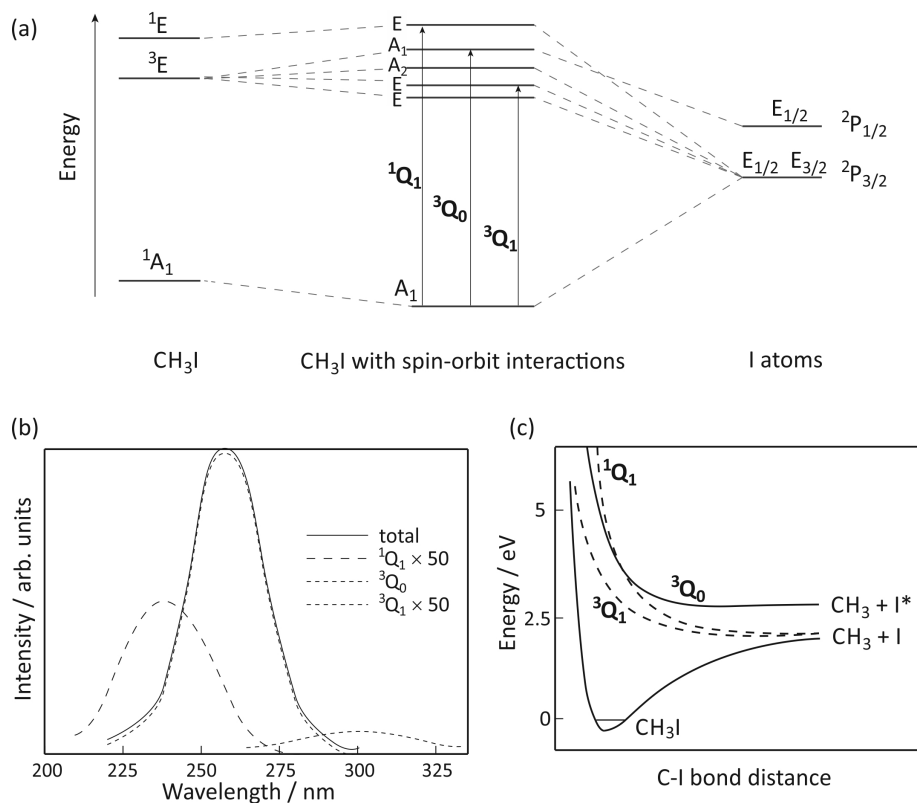 (a)
Energy
¹E
³E
¹A₁
E
A₁
A₂
E
E
A₁
¹Q₁
³Q₀
³Q₁
E₁/₂
²P₁/₂
E₁/₂ E₃/₂ ²P₃/₂
CH₃I
CH₃I with spin-orbit interactions
I atoms
(b)
Intensity / arb. units
total
¹Q₁ × 50
³Q₀
³Q₁ × 50
200 225 250 275 300 325
Wavelength / nm
(c)
Energy / eV
5
2.5
0
¹Q₁
³Q₀
³Q₁
CH₃ + I*
CH₃ + I
CH₃I
C-I bond distance